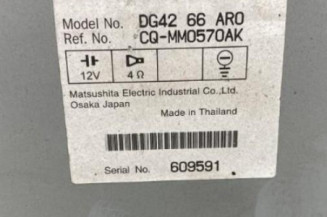 Model No. DG42 66 AR0
Ref. No. CQ-MM0570AK
12V 4 Ω
Matsushita Electric Industrial Co.,Ltd.
Osaka Japan
Made in Thailand
Serial No. 609591